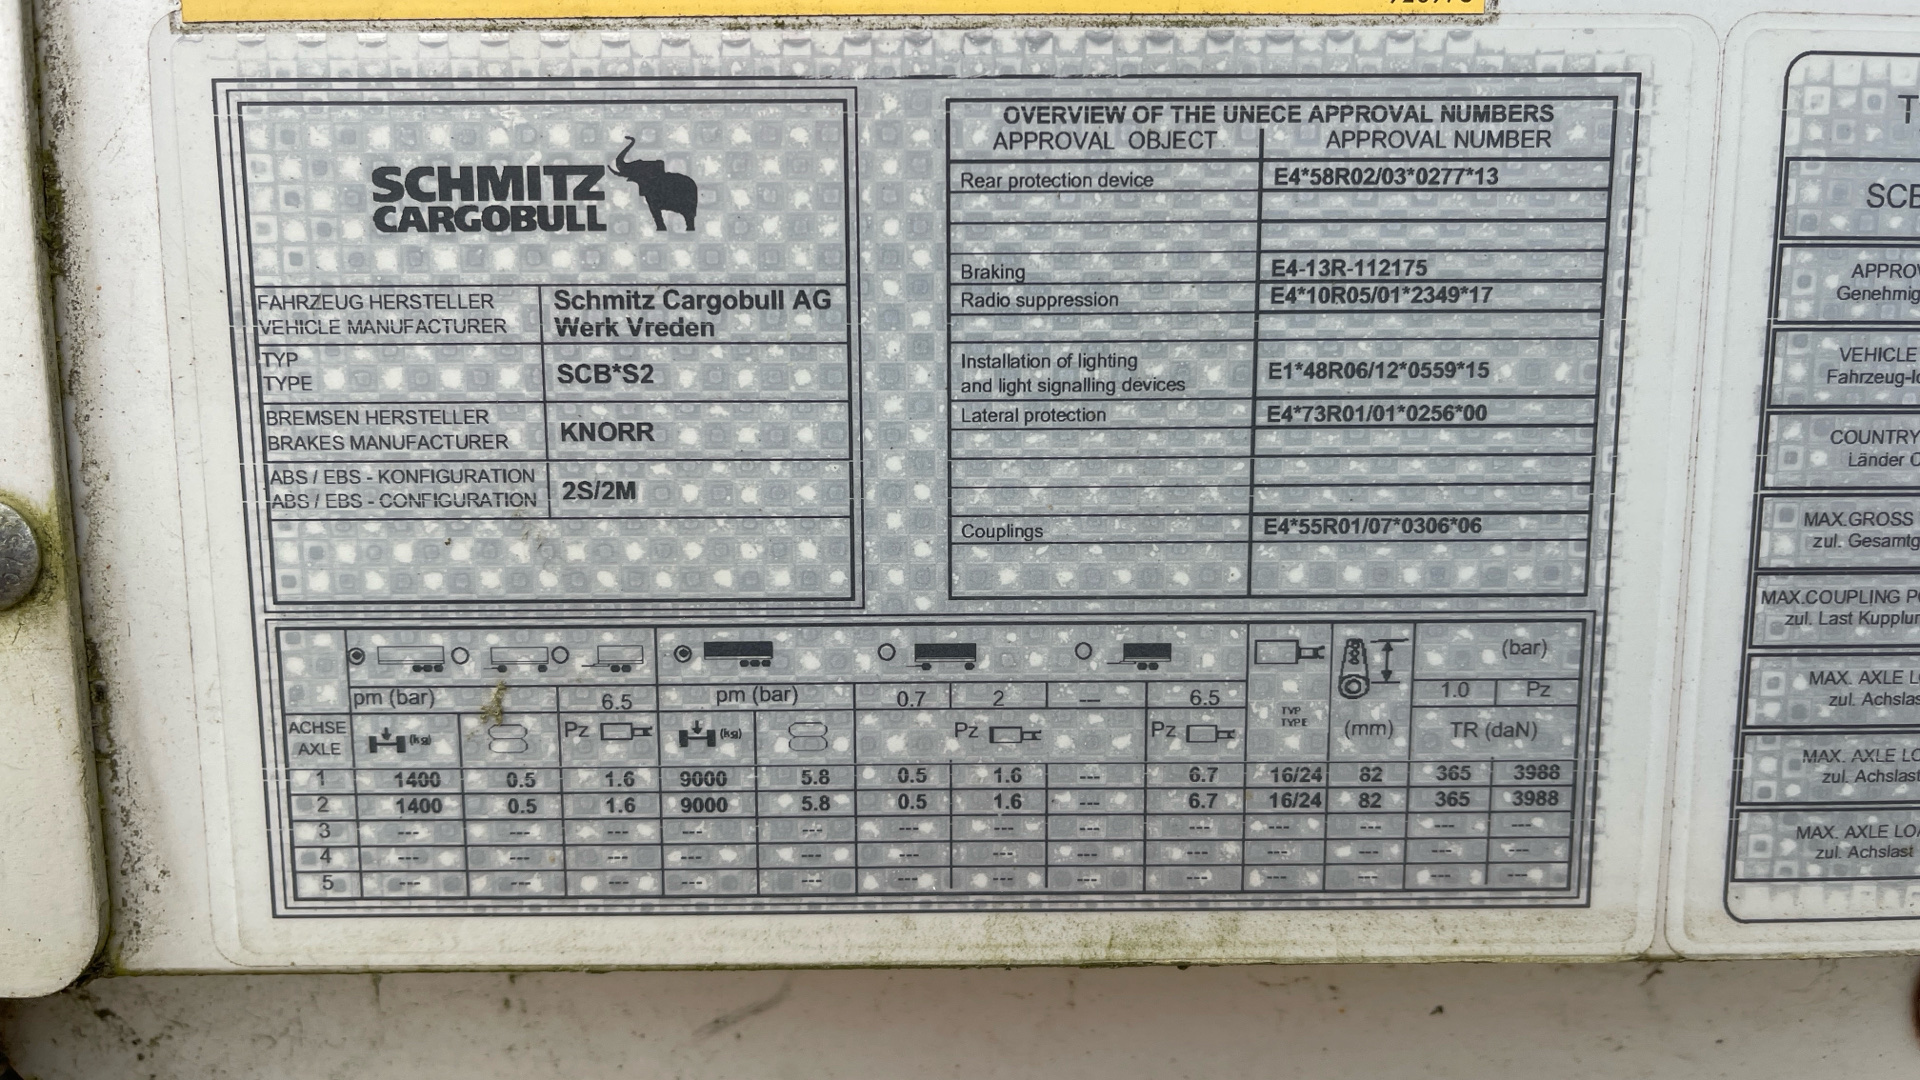 SCHMITZ
CARGOBULL
FAHRZEUG HERSTELLER
VEHICLE MANUFACTURER
Schmitz Cargobull AG
Werk Vreden
TYP
TYPE
SCB*S2
BREMSEN HERSTELLER
BRAKES MANUFACTURER
KNORR
ABS / EBS - KONFIGURATION
ABS / EBS - CONFIGURATION
2S/2M
OVERVIEW OF THE UNECE APPROVAL NUMBERS
APPROVAL OBJECT APPROVAL NUMBER
Rear protection device E4*58R02/03*0277*13
Braking E4-13R-112175
Radio suppression E4*10R05/01*2349*17
Installation of lighting
and light signalling devices E1*48R06/12*0559*15
Lateral protection E4*73R01/01*0256*00
Couplings E4*55R01/07*0306*06
(bar)
pm (bar) 6.5 pm (bar) 0.7 2 --- 6.5 1.0 Pz
ACHSE
AXLE
(kg) Pz (kg) Pz Pz
TYP
TYPE
(mm) TR (daN)
1 1400 0.5 1.6 9000 5.8 0.5 1.6 --- 6.7 16/24 82 365 3988
2 1400 0.5 1.6 9000 5.8 0.5 1.6 --- 6.7 16/24 82 365 3988
3 --- --- --- --- --- --- --- --- --- --- --- --- ---
4 --- --- --- --- --- --- --- --- --- --- --- --- ---
5 --- --- --- --- --- --- --- --- --- --- --- --- ---
T
SCB
APPROV
Genehmig
VEHICLE
Fahrzeug-Id
COUNTRY
Länder C
MAX.GROSS
zul. Gesamtg
MAX.COUPLING PO
zul. Last Kupplun
MAX. AXLE LO
zul. Achslas
MAX. AXLE LO
zul. Achslast
MAX. AXLE LOA
zul. Achslast